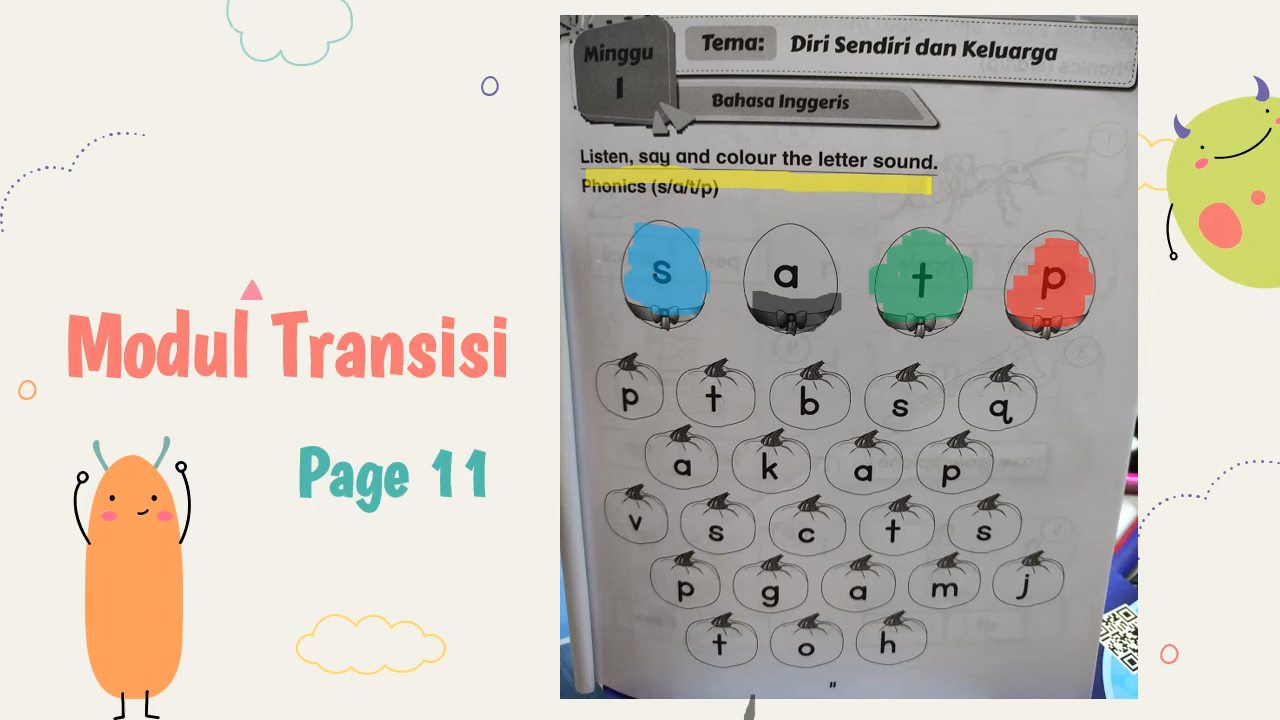 Modul Transisi
Page 11
Minggu
1
Tema: Diri Sendiri dan Keluarga
Bahasa Inggeris
Listen, say and colour the letter sound.
Phonics (s/a/t/p)
s a t p
p t b s q
a k a p
v s c t s
p g a m j
t o h
11